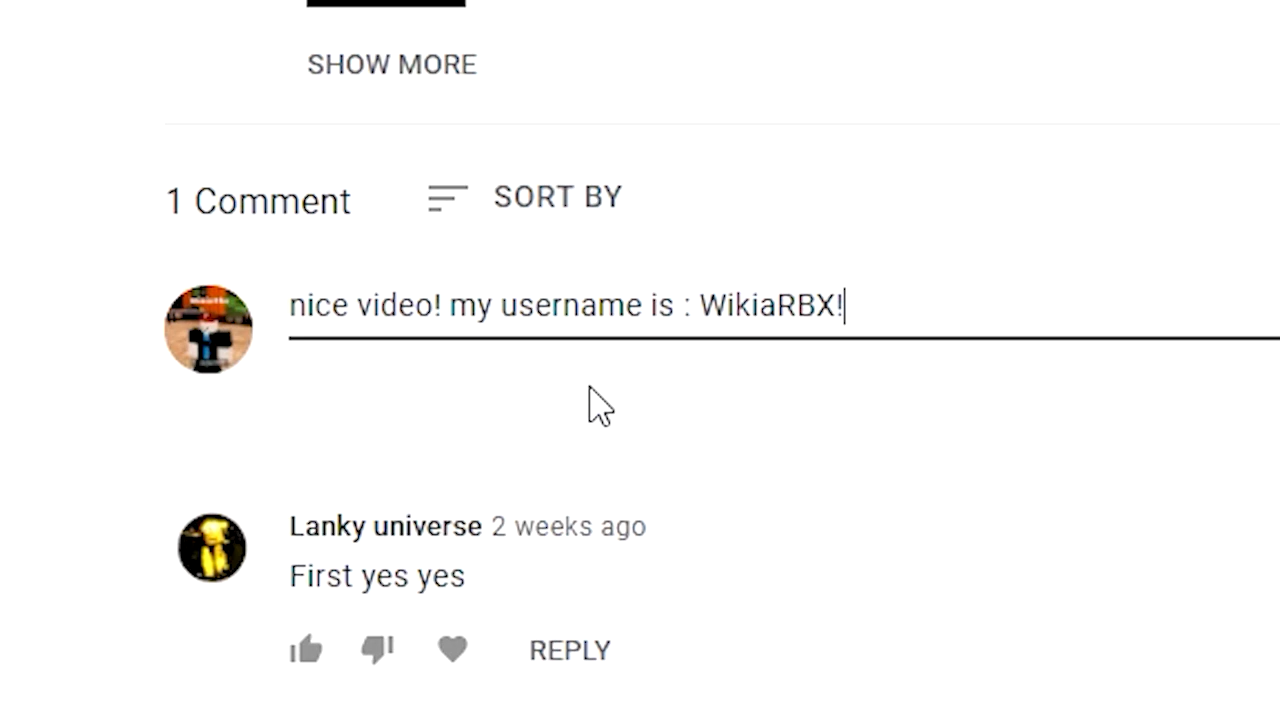 SHOW MORE
1 Comment
SORT BY
nice video! my username is : WikiaRBX!
Lanky universe 2 weeks ago
First yes yes
REPLY